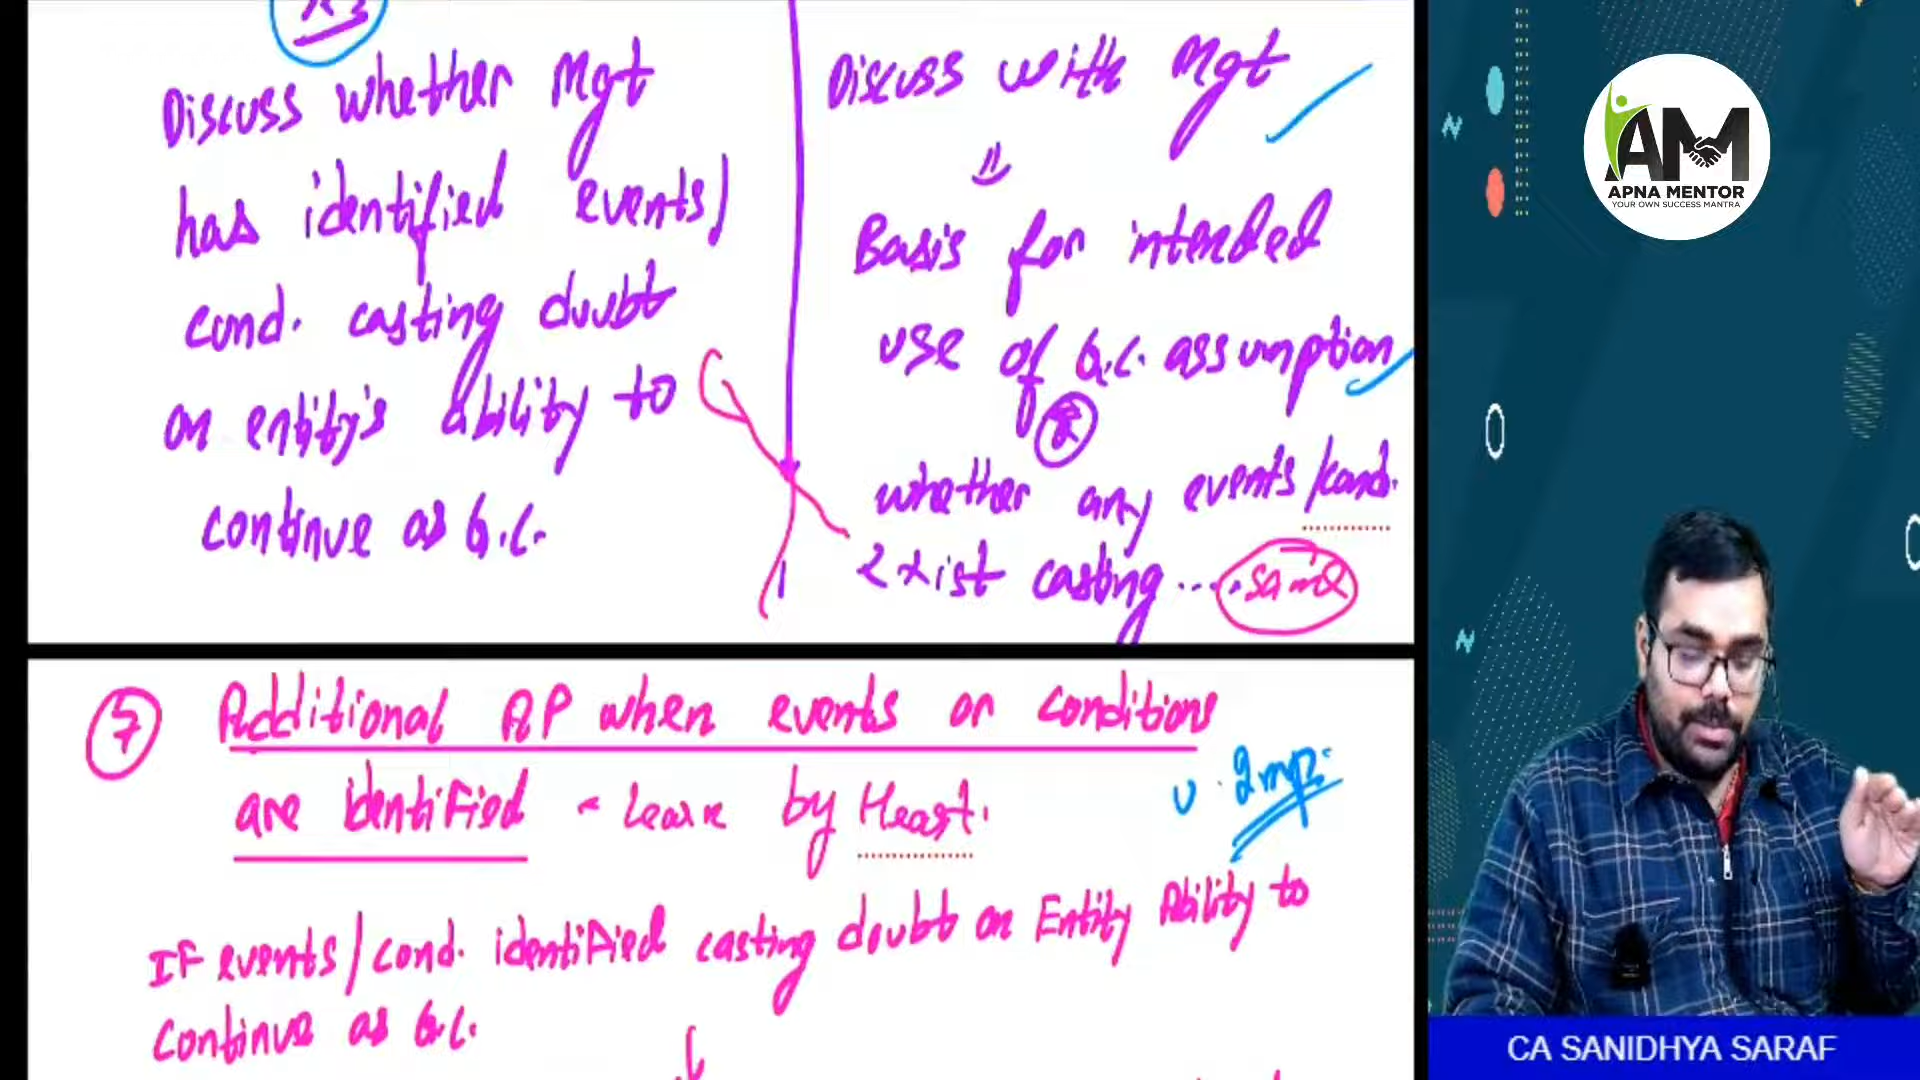 Discuss whether Mgt
has identified events/
cond. casting doubt
on entity's ability to
continue as G.C.
Discuss with Mgt
Basis for intended
use of G.C. assumption
whether any events/cond.
exist casting .... same
7 Additional AP when events or conditions
are identified - Learn by Heart.
v. Imp.
If events/cond. identified casting doubt on Entity Ability to
continue as G.C.
AM
APNA MENTOR
YOUR OWN SUCCESS MANTRA
CA SANIDHYA SARAF